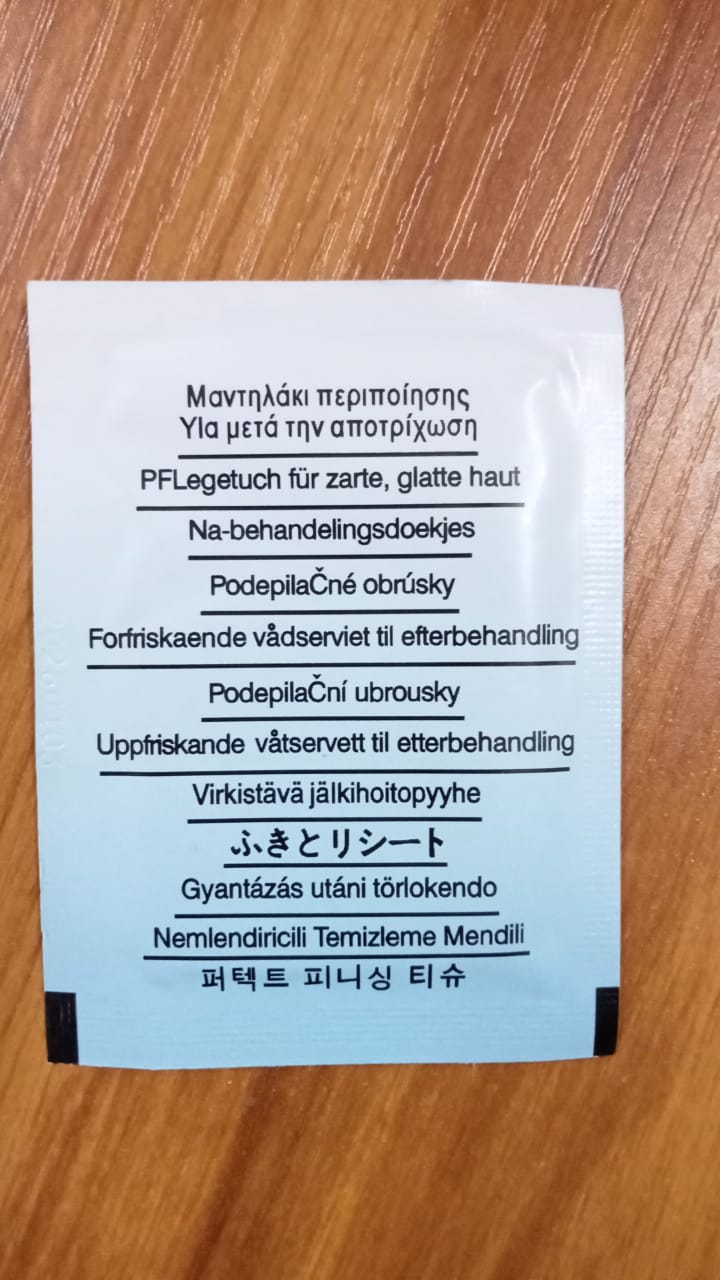 Μαντηλάκι περιποίησης
Υla μετά την αποτρίχωση
PFLegetuch für zarte, glatte haut
Na-behandelingsdoekjes
PodepilaČné obrúsky
Forfriskaende vådserviet til efterbehandling
PodepilaČní ubrousky
Uppfriskande våtservett til etterbehandling
Virkistävä jälkihoitopyyhe
ふきとリシート
Gyantázás utáni törlokendo
Nemlendiricili Temizleme Mendili
퍼텍트 피니싱 티슈